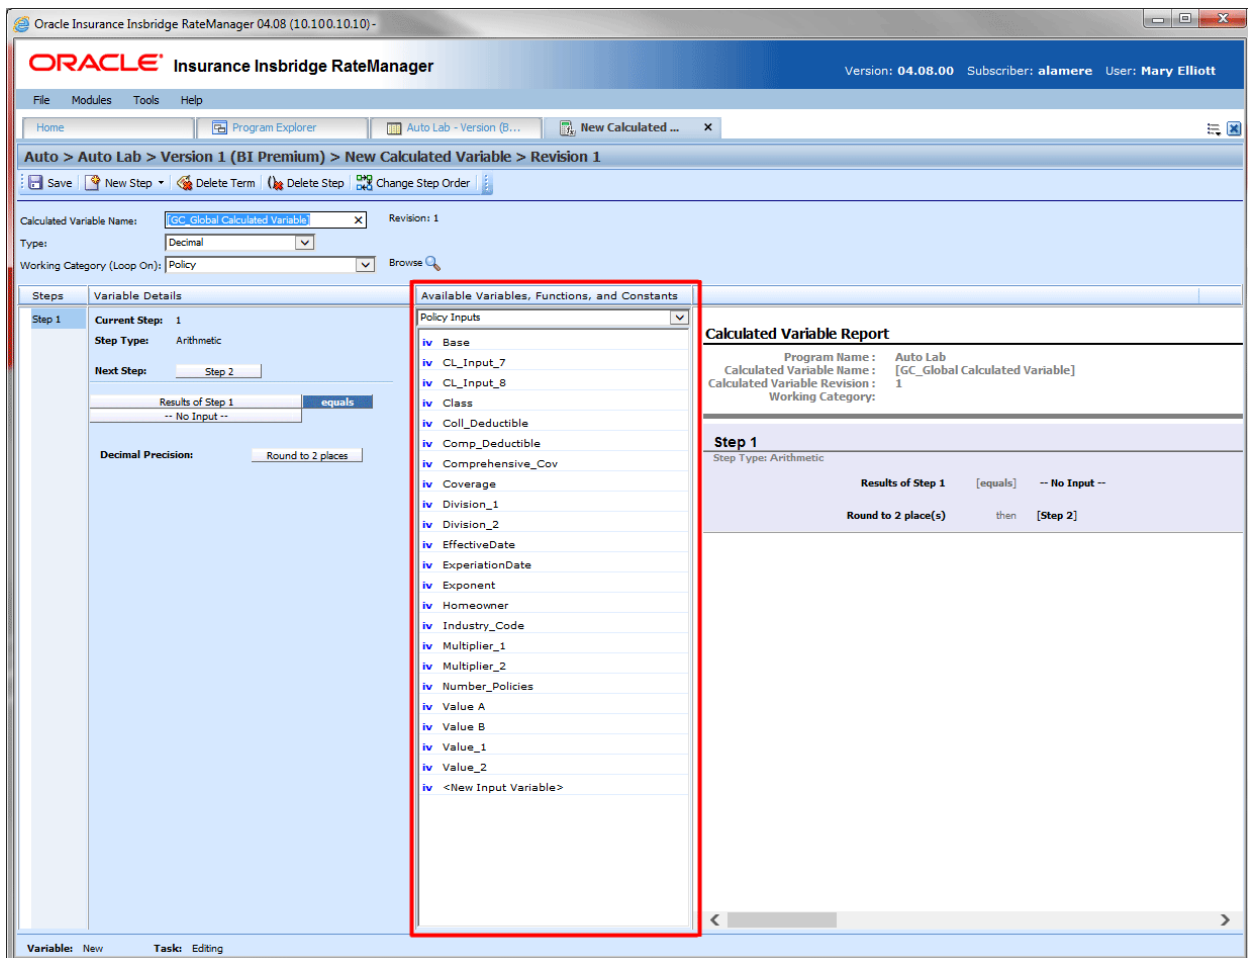 Oracle Insurance Insbridge RateManager 04.08 (10.100.10.10) -
ORACLE Insurance Insbridge RateManager
Version: 04.08.00 Subscriber: alamere User: Mary Elliott
File Modules Tools Help
Home Program Explorer Auto Lab - Version (B... New Calculated ... x
Auto > Auto Lab > Version 1 (BI Premium) > New Calculated Variable > Revision 1
Save New Step Delete Term Delete Step Change Step Order
Calculated Variable Name: [GC_Global Calculated Variable] x Revision: 1
Type: Decimal
Working Category (Loop On): Policy Browse
Steps Variable Details Available Variables, Functions, and Constants
Step 1
Current Step: 1
Step Type: Arithmetic
Next Step: Step 2
Results of Step 1 equals
-- No Input --
Decimal Precision: Round to 2 places
Policy Inputs
iv Base
iv CL_Input_7
iv CL_Input_8
iv Class
iv Coll_Deductible
iv Comp_Deductible
iv Comprehensive_Cov
iv Coverage
iv Division_1
iv Division_2
iv EffectiveDate
iv ExperiationDate
iv Exponent
iv Homeowner
iv Industry_Code
iv Multiplier_1
iv Multiplier_2
iv Number_Policies
iv Value A
iv Value B
iv Value_1
iv Value_2
iv <New Input Variable>
Calculated Variable Report
Program Name : Auto Lab
Calculated Variable Name : [GC_Global Calculated Variable]
Calculated Variable Revision : 1
Working Category:
Step 1
Step Type: Arithmetic
Results of Step 1 [equals] -- No Input --
Round to 2 place(s) then [Step 2]
Variable: New Task: Editing